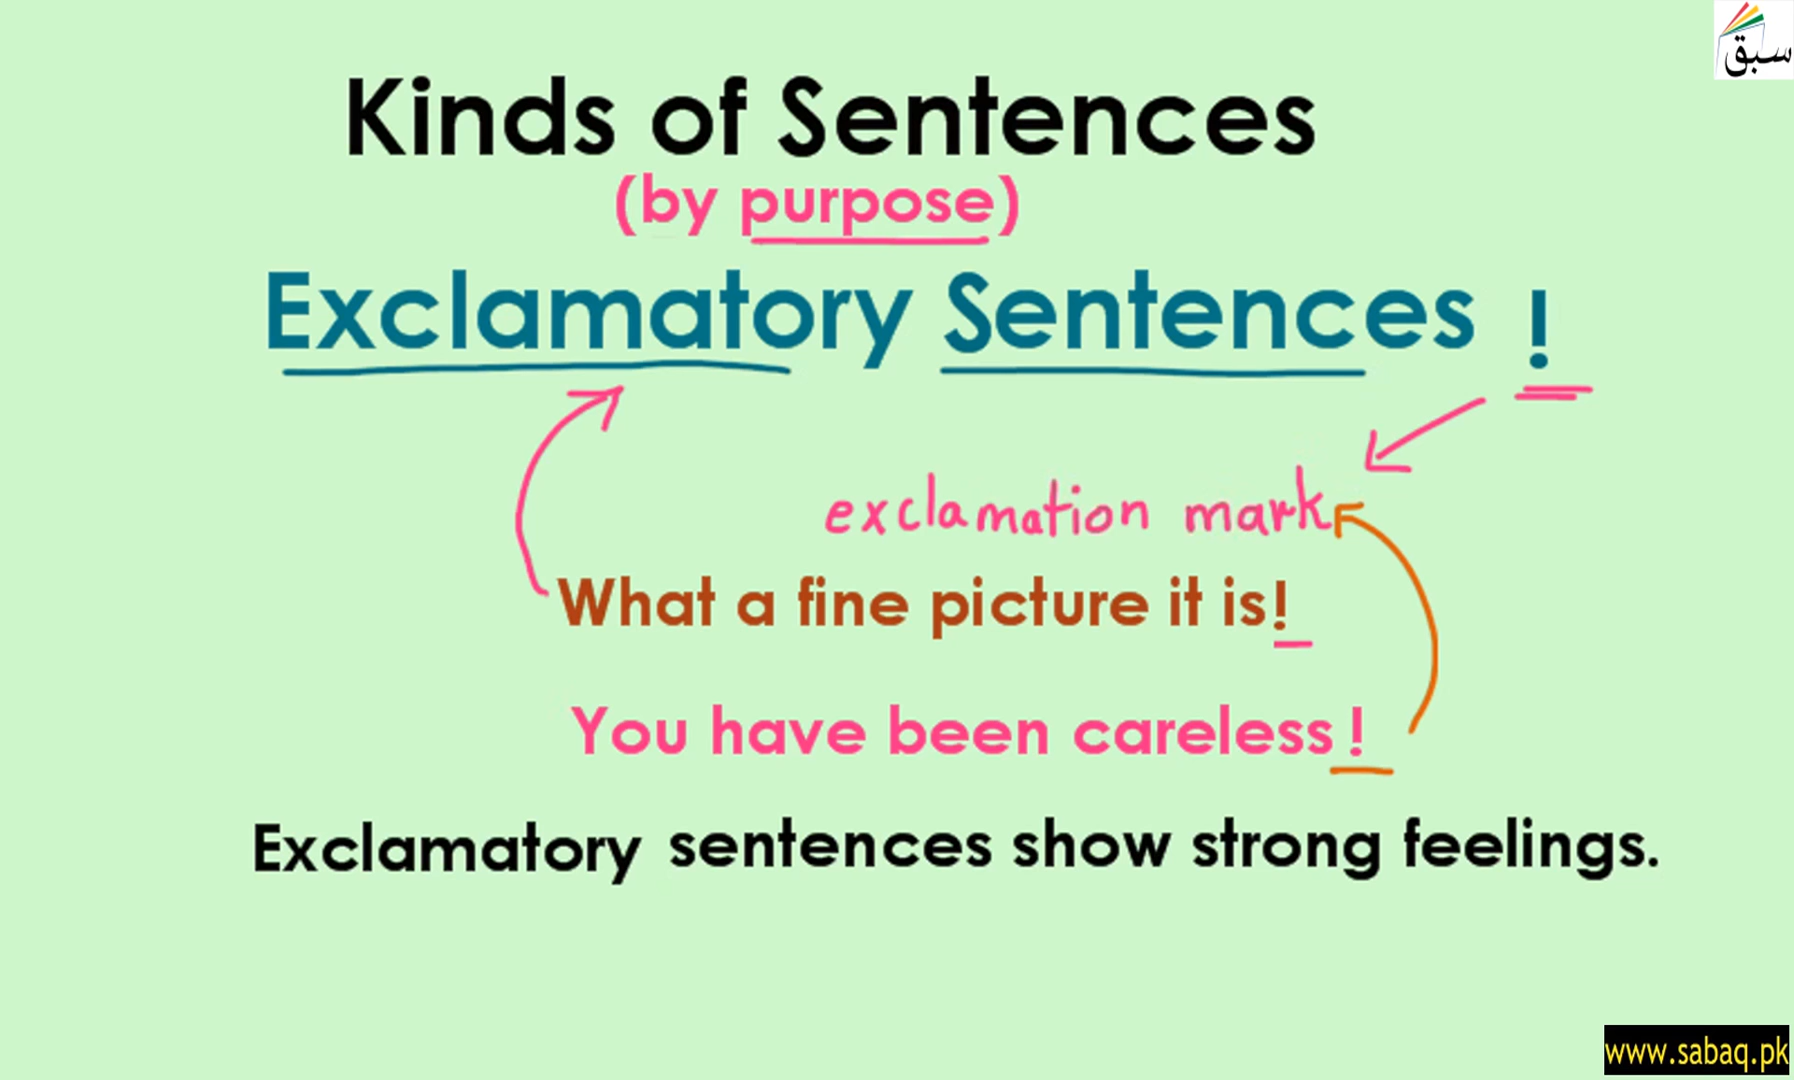 سبق
Kinds of Sentences
(by purpose)
Exclamatory Sentences !
exclamation mark
What a fine picture it is!
You have been careless!
Exclamatory sentences show strong feelings.
www.sabaq.pk